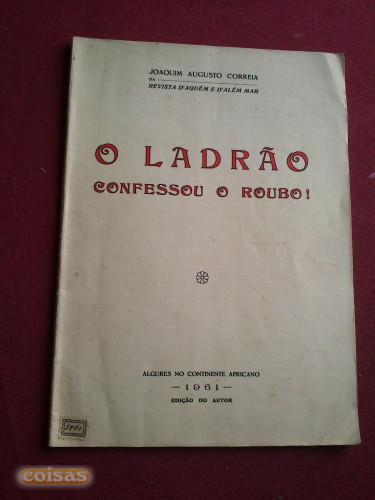 JOAQUIM AUGUSTO CORREIA
DA
REVISTA D'AQUÉM E D'ALÉM MAR
O LADRÃO
CONFESSOU O ROUBO!
ALGURES NO CONTINENTE AFRICANO
—1961—
EDIÇÃO DO AUTOR
coisas